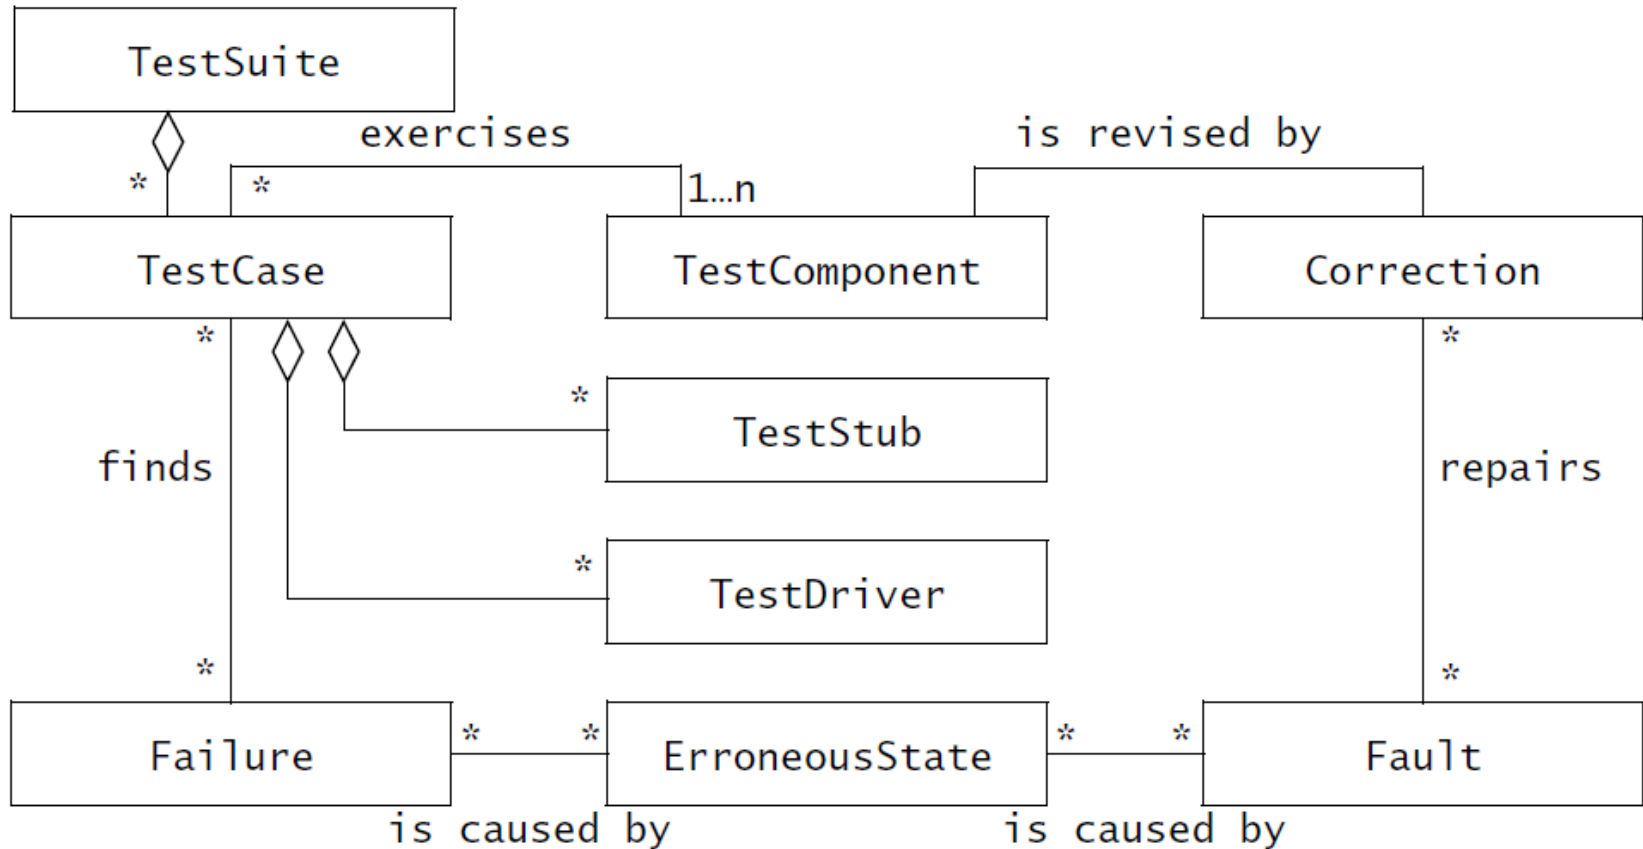 TestSuite
exercises
is revised by
*
*
1…n
TestCase
TestComponent
Correction
*
*
*
TestStub
finds
repairs
*
TestDriver
*
*
Failure
*
*
ErroneousState
*
*
Fault
is caused by
is caused by